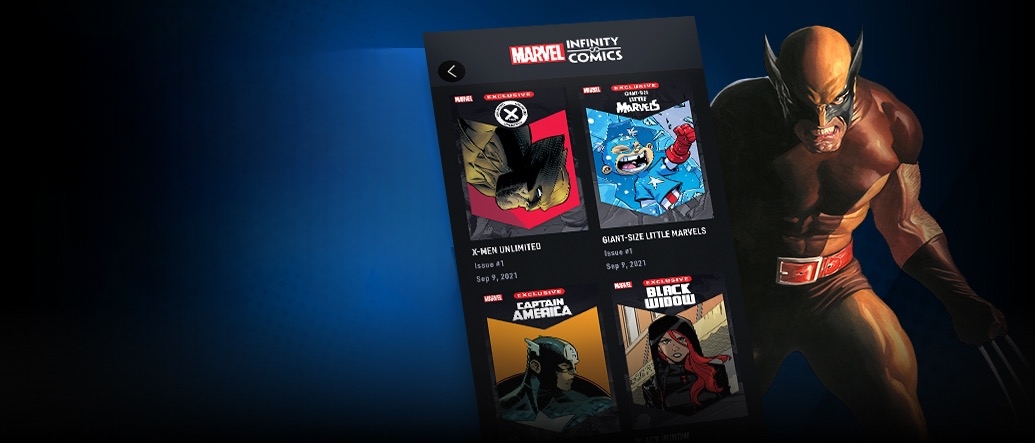 MARVEL INFINITY
COMICS
MARVEL EXCLUSIVE
X
MARVEL EXCLUSIVE
GIANT-SIZE
LITTLE
MARVELS
X-MEN UNLIMITED
Issue #1
Sep 9, 2021
GIANT-SIZE LITTLE MARVELS
Issue #1
Sep 9, 2021
MARVEL EXCLUSIVE
CAPTAIN
AMERICA
MARVEL EXCLUSIVE
BLACK
WIDOW